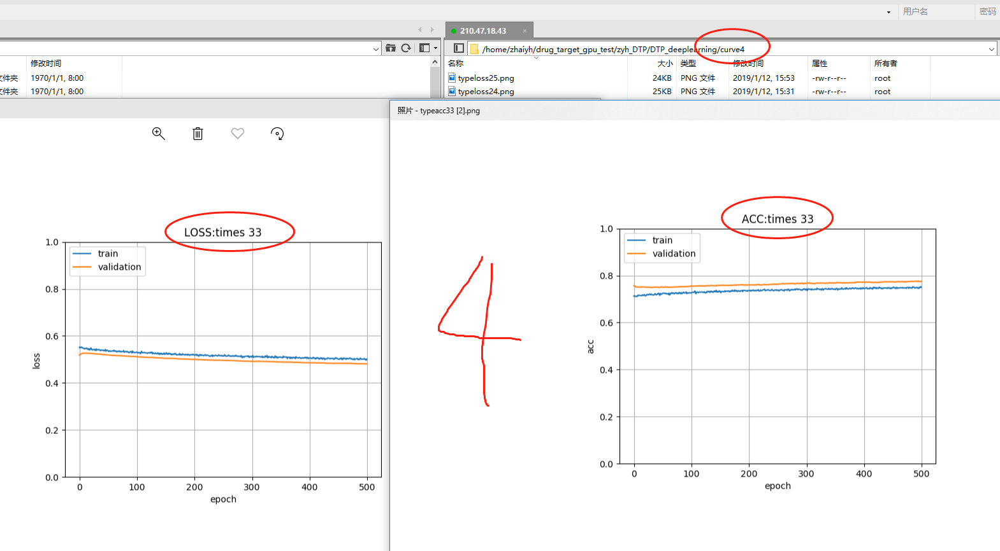 用户名 密码
210.47.18.43 ×
/home/zhaiyh/drug_target_gpu_test/zyh_DTP/DTP_deeplearning/curve4
修改时间
文件夹 1970/1/1, 8:00
文件夹 1970/1/1, 8:00
名称 大小 类型 修改时间 属性 所有者
typeloss25.png 24KB PNG 文件 2019/1/12, 15:53 -rw-r--r-- root
typeloss24.png 25KB PNG 文件 2019/1/12, 15:31 -rw-r--r-- root
照片 - typeacc33 [2].png
LOSS:times 33
train
validation
1.0
0.8
0.6
0.4
0.2
0.0
loss
0 100 200 300 400 500
epoch
4
ACC:times 33
train
validation
1.0
0.8
0.6
0.4
0.2
0.0
acc
0 100 200 300 400 500
epoch